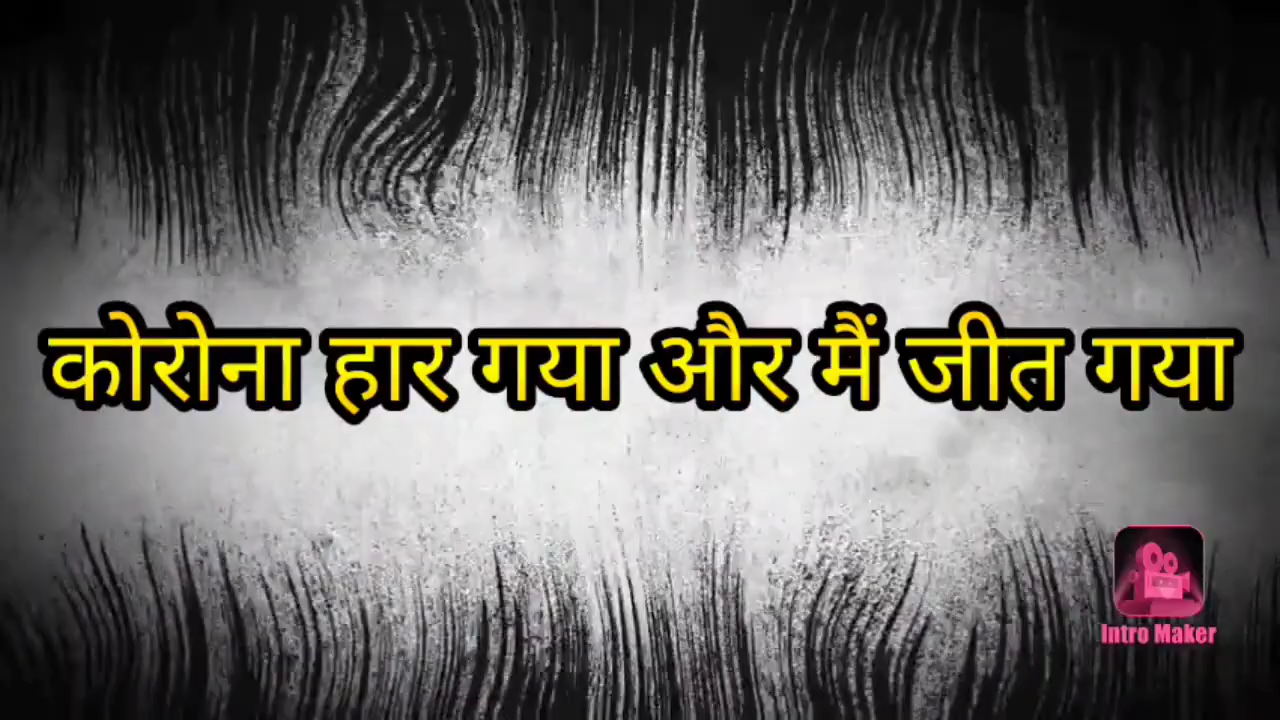 कोरोना हार गया और मैं जीत गया
Intro Maker